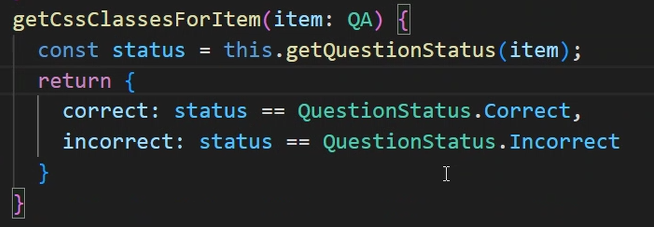 getCssClassesForItem(item: QA) {
const status = this.getQuestionStatus(item);
return {
correct: status == QuestionStatus.Correct,
incorrect: status == QuestionStatus.Incorrect
}
}